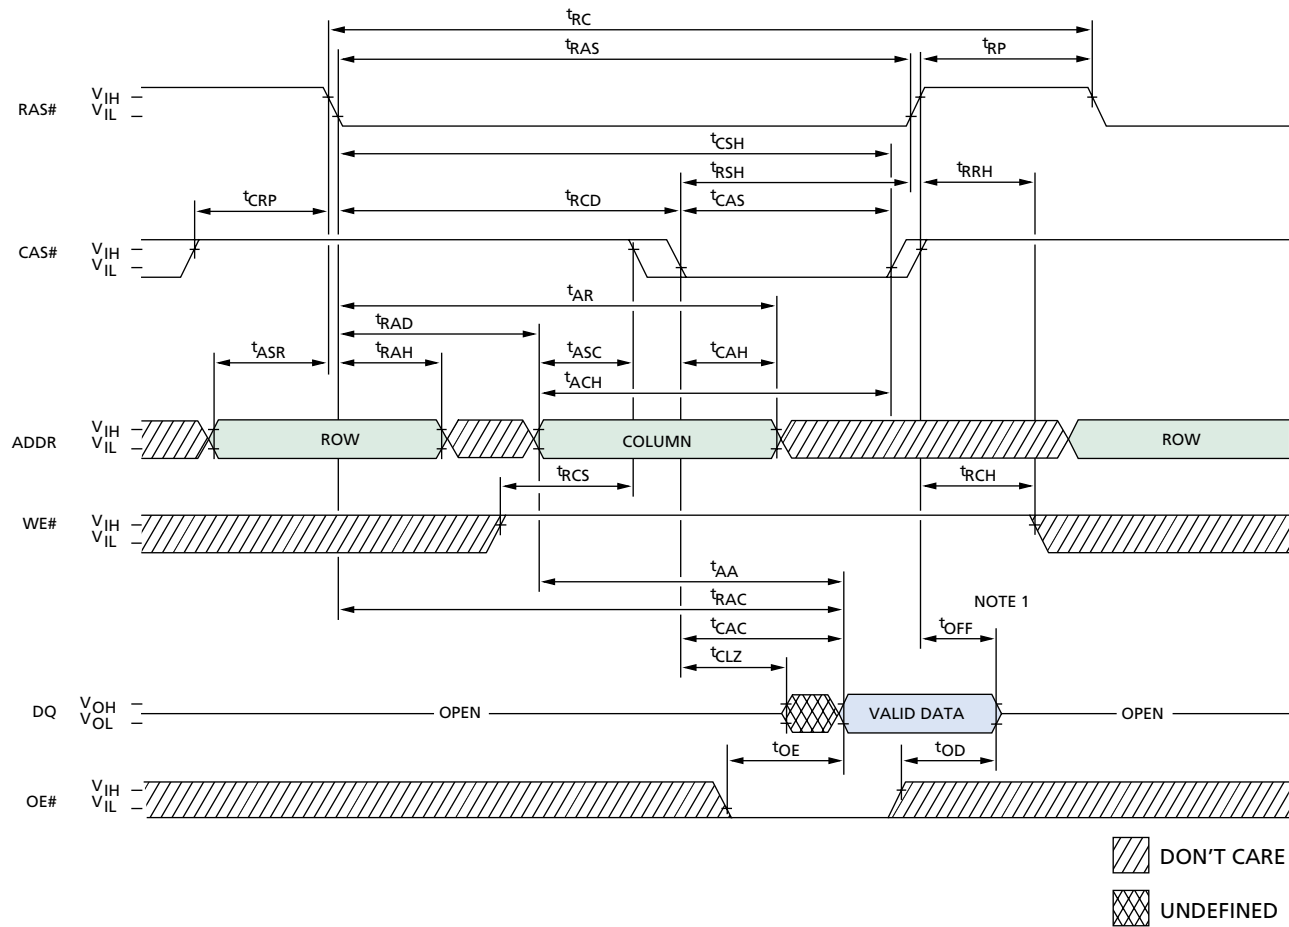 tRC
tRAS
tRP
RAS#
VIH
VIL
tCSH
tRSH
tRRH
tCRP
tRCD
tCAS
CAS#
VIH
VIL
tAR
tRAD
tASR
tRAH
tASC
tCAH
tACH
ADDR
VIH
VIL
ROW
COLUMN
ROW
tRCS
tRCH
WE#
VIH
VIL
tAA
tRAC
NOTE 1
tCAC
tOFF
tCLZ
DQ
VOH
VOL
OPEN
VALID DATA
OPEN
tOE
tOD
OE#
VIH
VIL
DON'T CARE
UNDEFINED